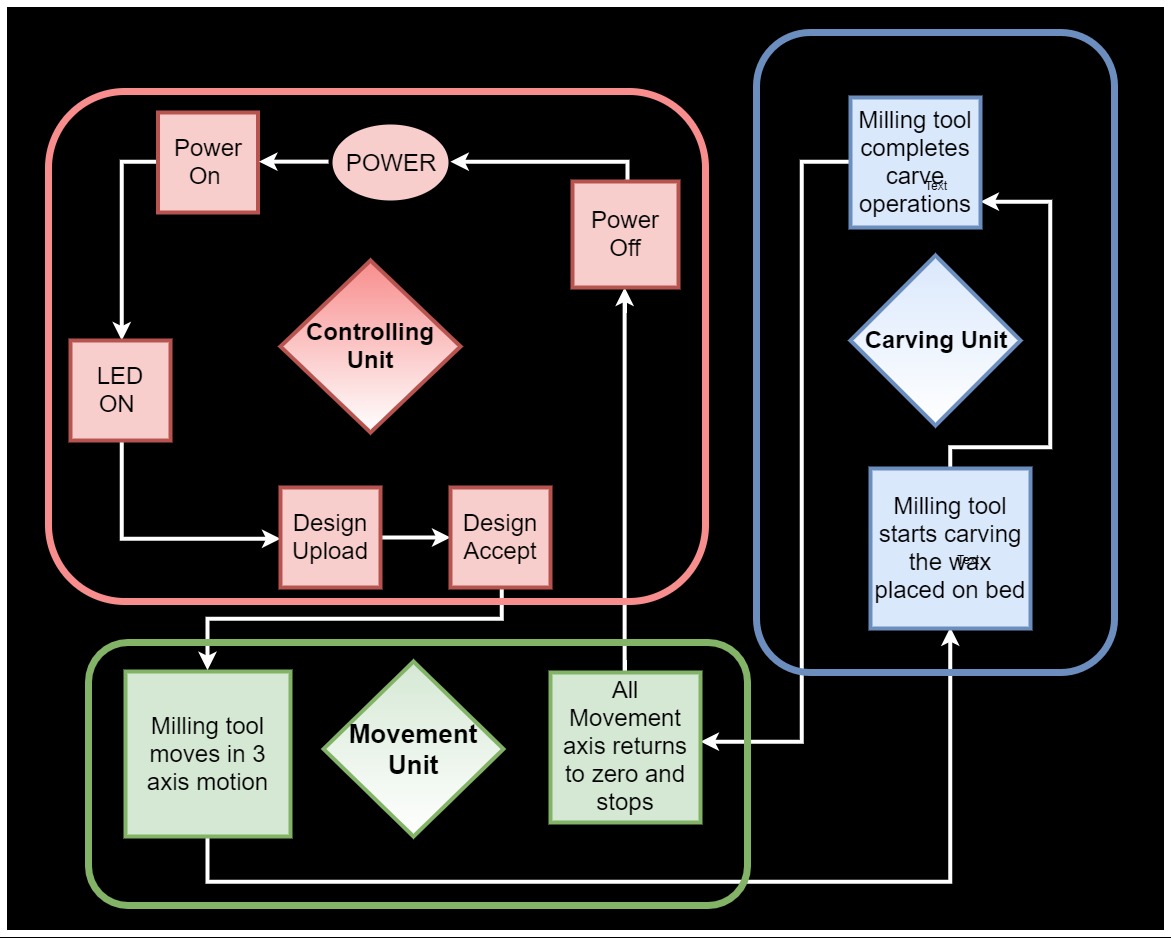 Power
On
POWER
Power
Off
Controlling
Unit
LED
ON
Design
Upload
Design
Accept
Milling tool
completes
carve
Text
operations
Carving Unit
Milling tool
starts carving
the wax
Text
placed on bed
Milling tool
moves in 3
axis motion
Movement
Unit
All
Movement
axis returns
to zero and
stops